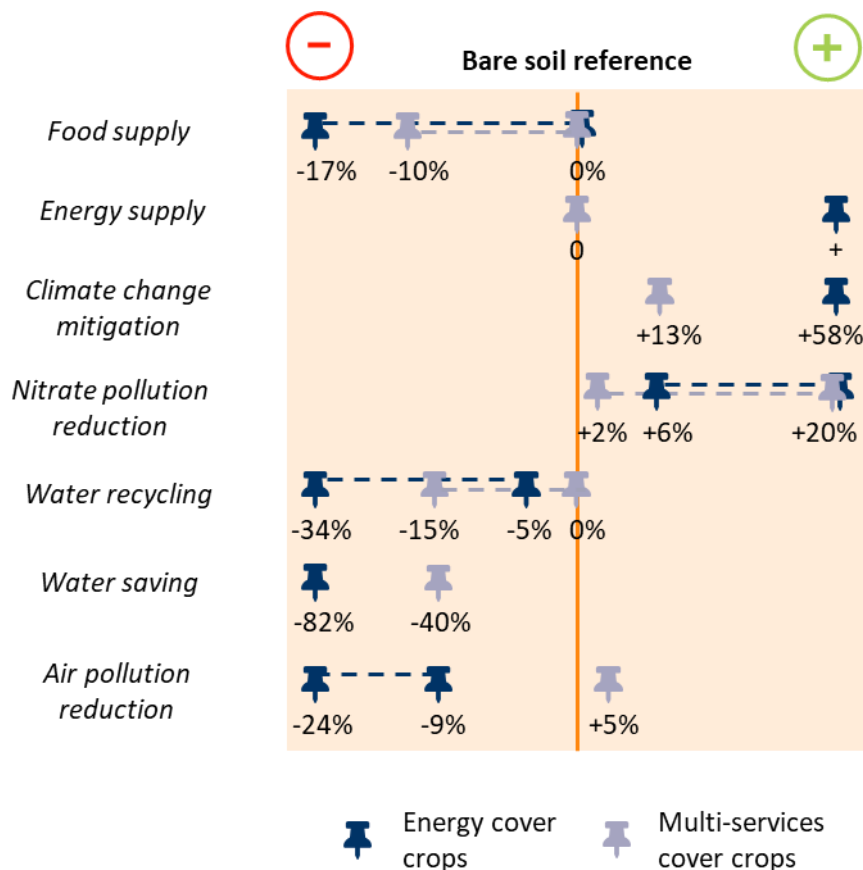 −
+
Bare soil reference
Food supply
-17%
-10%
0%
Energy supply
0
+
Climate change
mitigation
+13%
+58%
Nitrate pollution
reduction
+2%
+6%
+20%
Water recycling
-34%
-15%
-5%
0%
Water saving
-82%
-40%
Air pollution
reduction
-24%
-9%
+5%
Energy cover
crops
Multi-services
cover crops